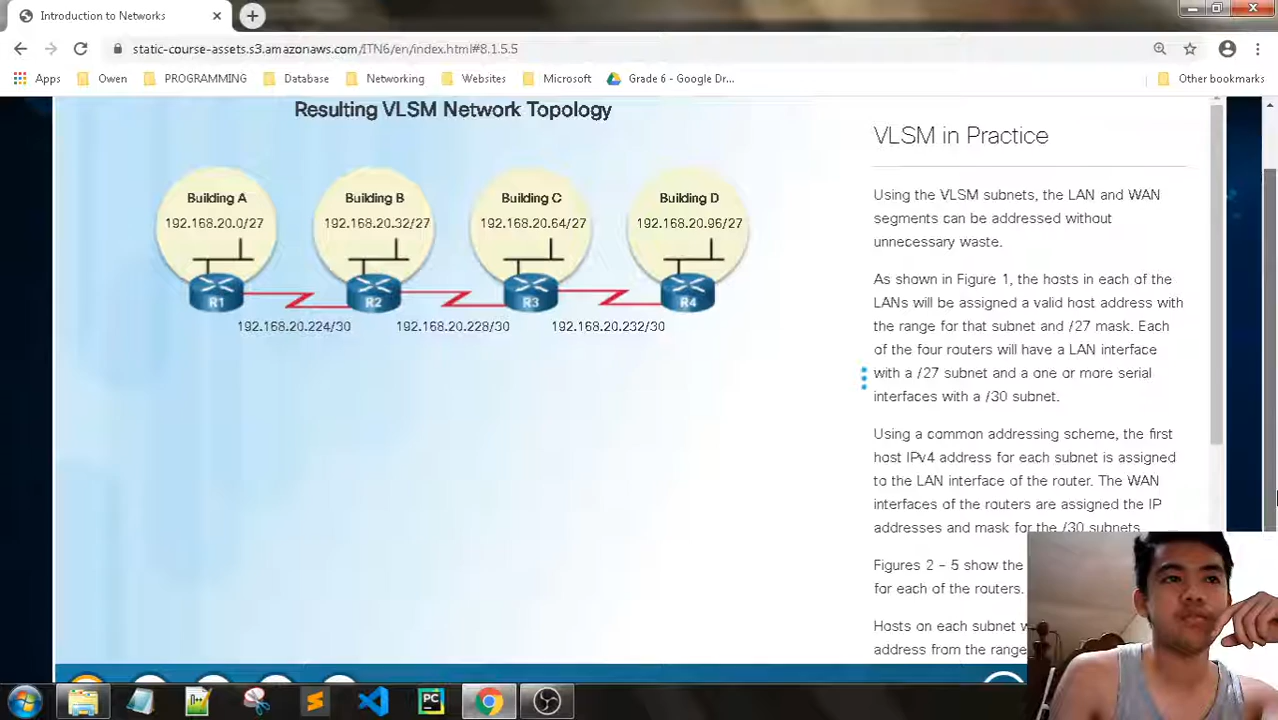 Introduction to Networks
static-course-assets.s3.amazonaws.com/ITN6/en/index.html#8.1.5.5
Apps Owen PROGRAMMING Database Networking Websites Microsoft Grade 6 - Google Dr... Other bookmarks
Resulting VLSM Network Topology
Building A Building B Building C Building D
192.168.20.0/27 192.168.20.32/27 192.168.20.64/27 192.168.20.96/27
R1 R2 R3 R4
192.168.20.224/30 192.168.20.228/30 192.168.20.232/30
VLSM in Practice
Using the VLSM subnets, the LAN and WAN
segments can be addressed without
unnecessary waste.
As shown in Figure 1, the hosts in each of the
LANs will be assigned a valid host address with
the range for that subnet and /27 mask. Each
of the four routers will have a LAN interface
with a /27 subnet and a one or more serial
interfaces with a /30 subnet.
Using a common addressing scheme, the first
host IPv4 address for each subnet is assigned
to the LAN interface of the router. The WAN
interfaces of the routers are assigned the IP
addresses and mask for the /30 subnets.
Figures 2 - 5 show the
for each of the routers.
Hosts on each subnet
address from the range
PC